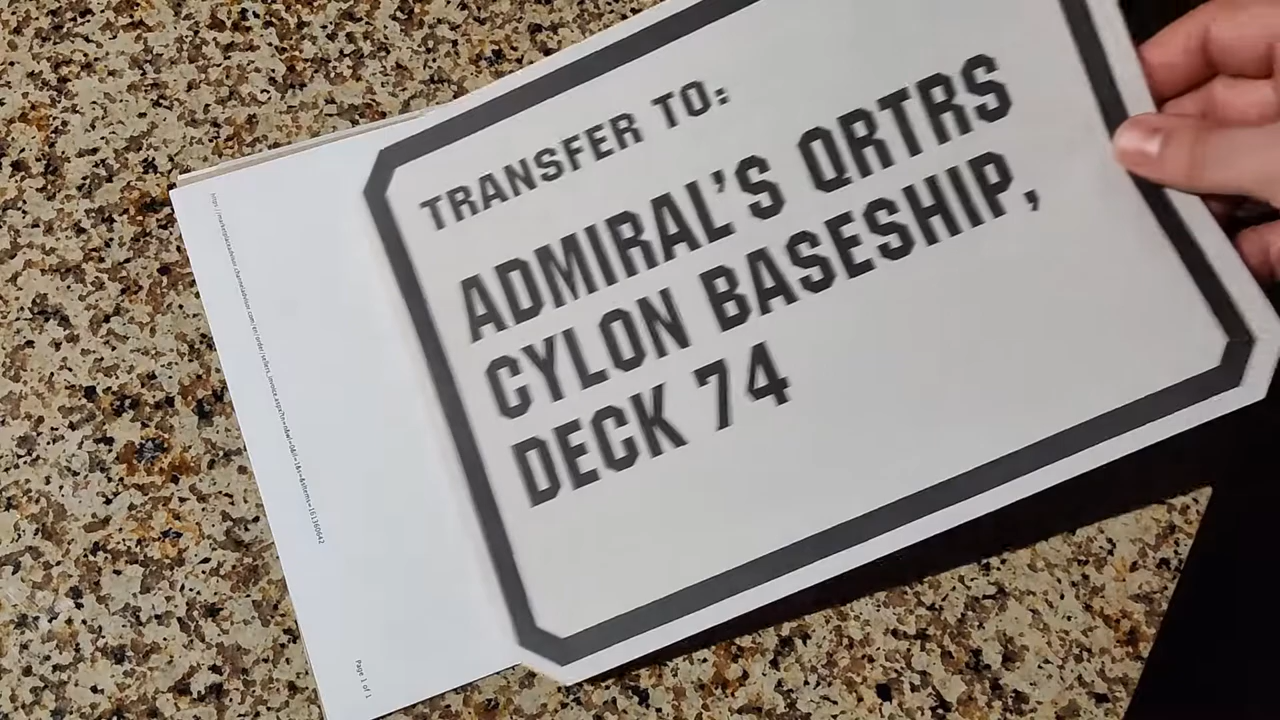 TRANSFER TO:
ADMIRAL'S QRTRS
CYLON BASESHIP,
DECK 74
Page 1 of 1